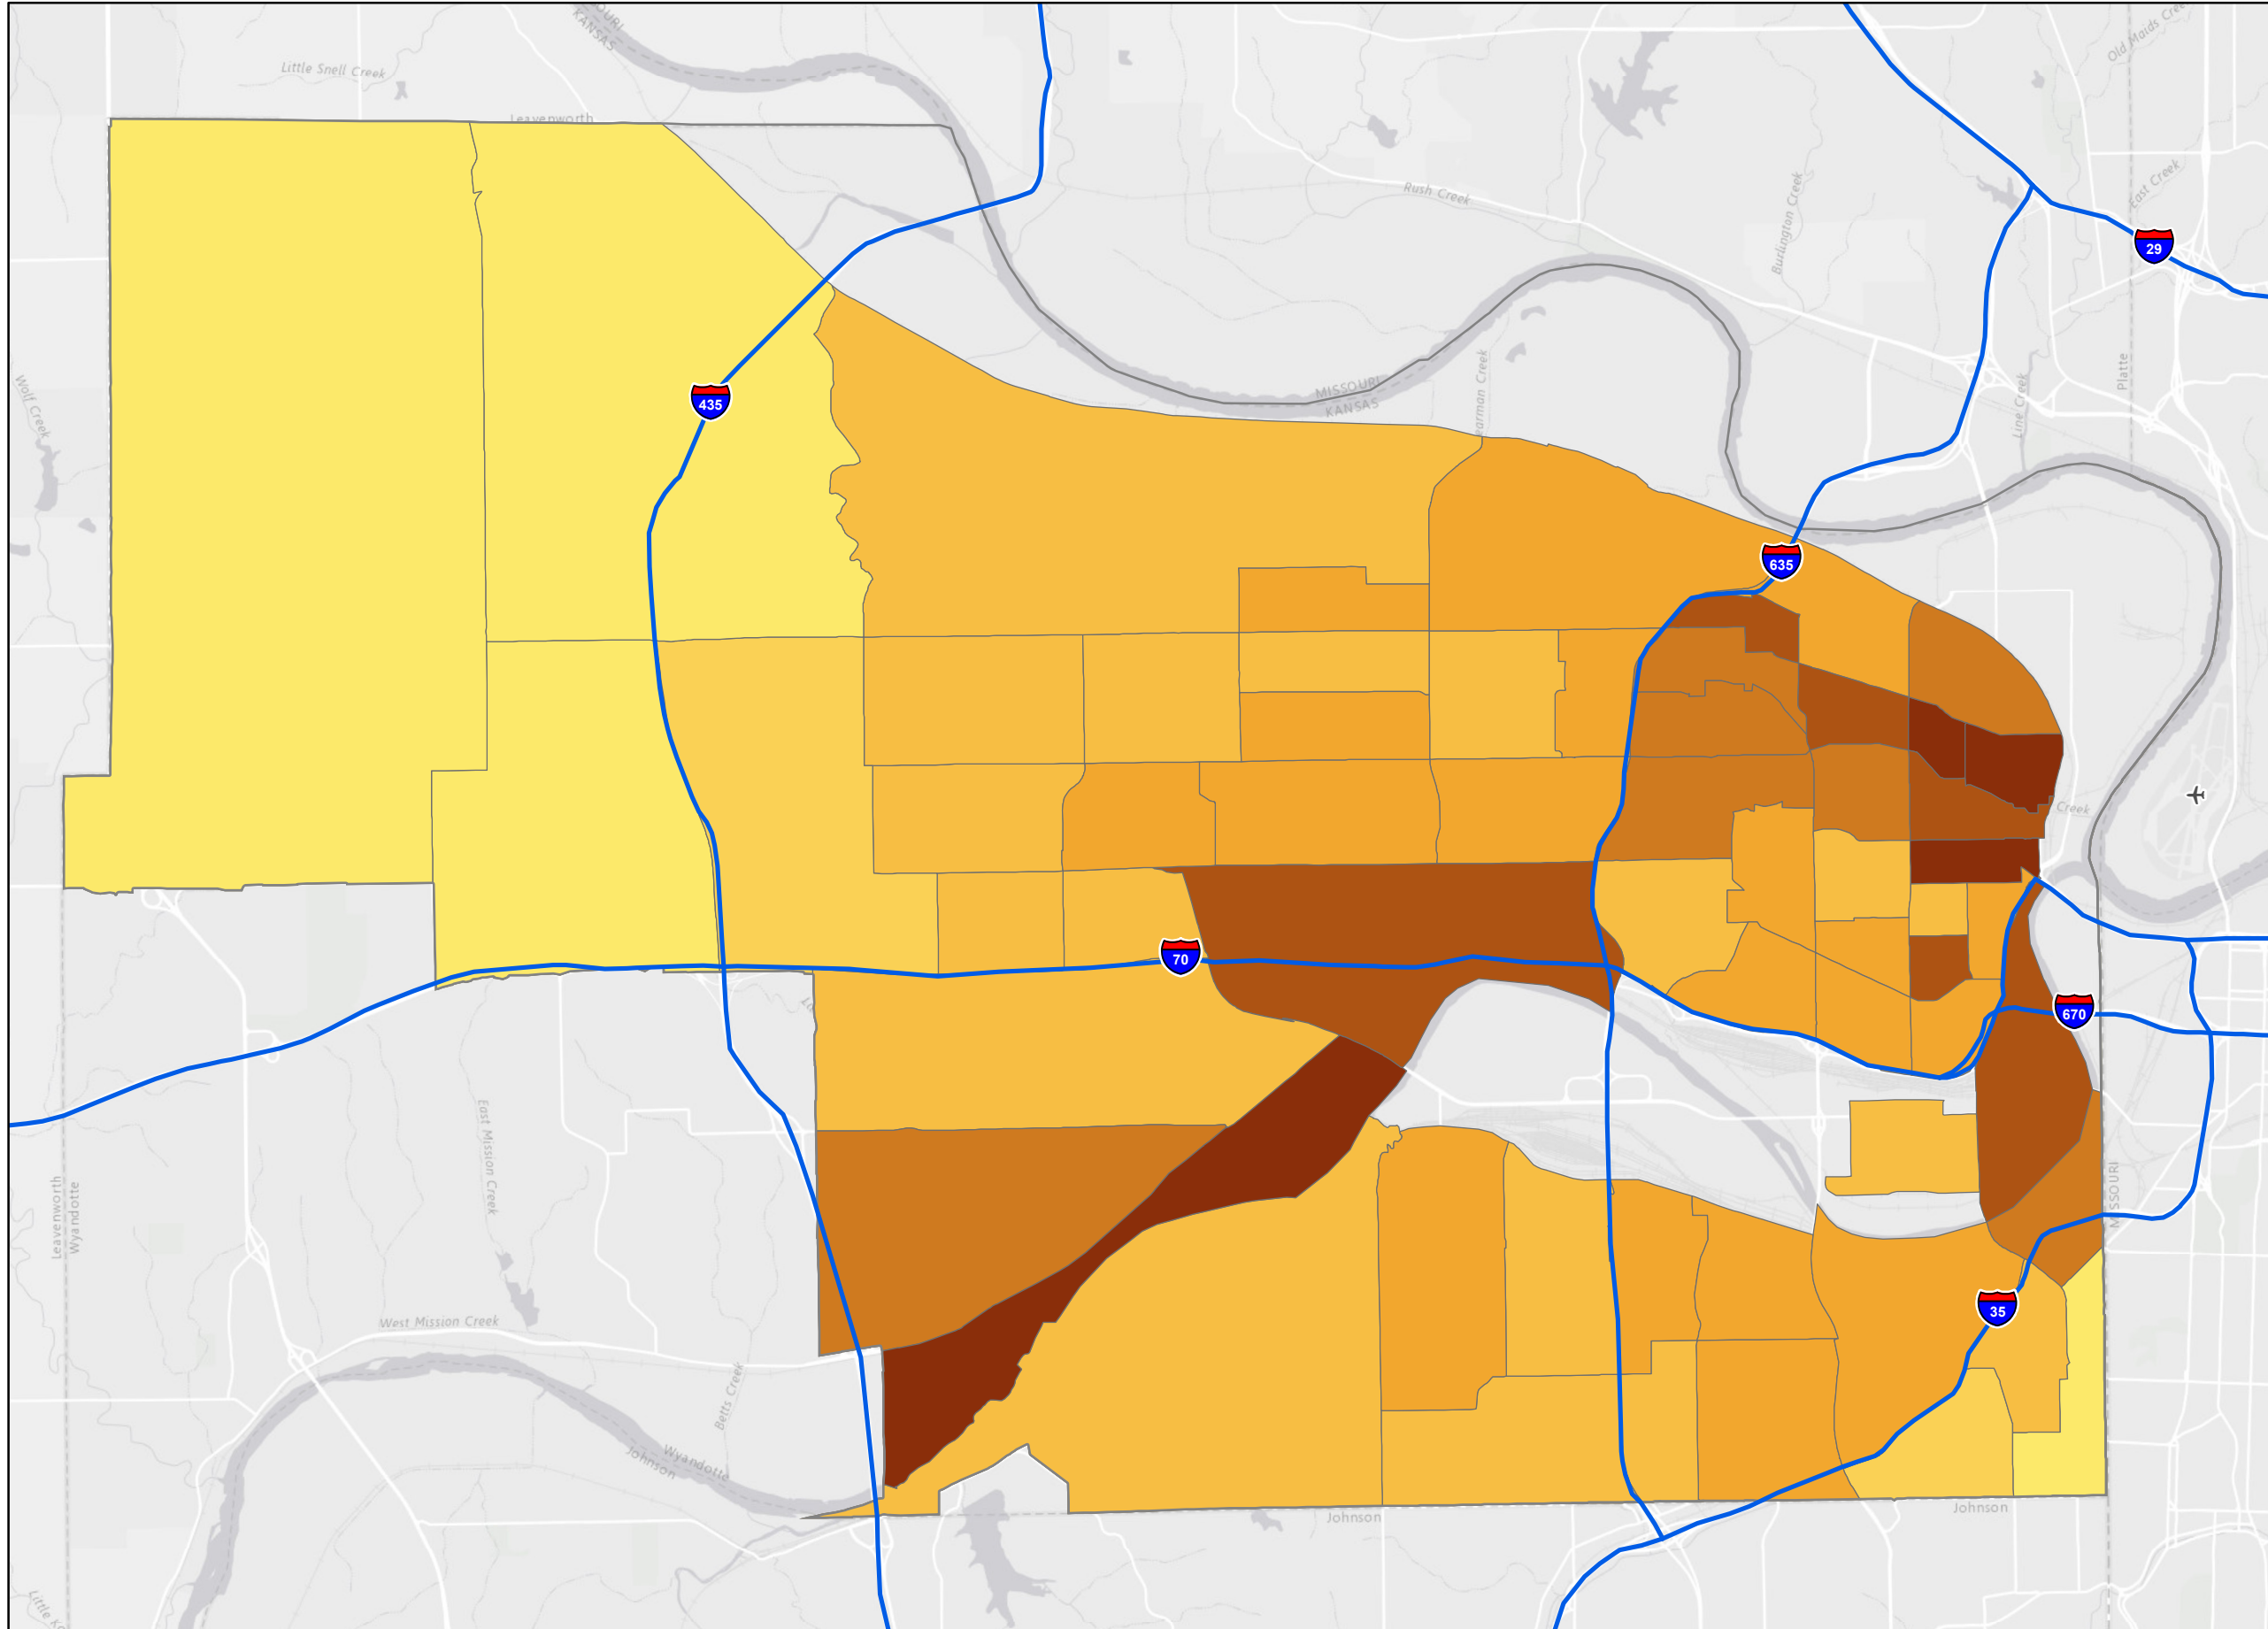 MISSOURI
KANSAS
Little Snell Creek
Old Maids Creek
Leavenworth
Rush Creek
East Creek
Burlington Creek
29
Platte
Wolf Creek
MISSOURI
KANSAS
Line Creek
435
635
Creek
70
670
East Mission Creek
Leavenworth
Wyandotte
MISSOURI
West Mission Creek
35
Betts Creek
Wyandotte
Johnson
Johnson
Johnson